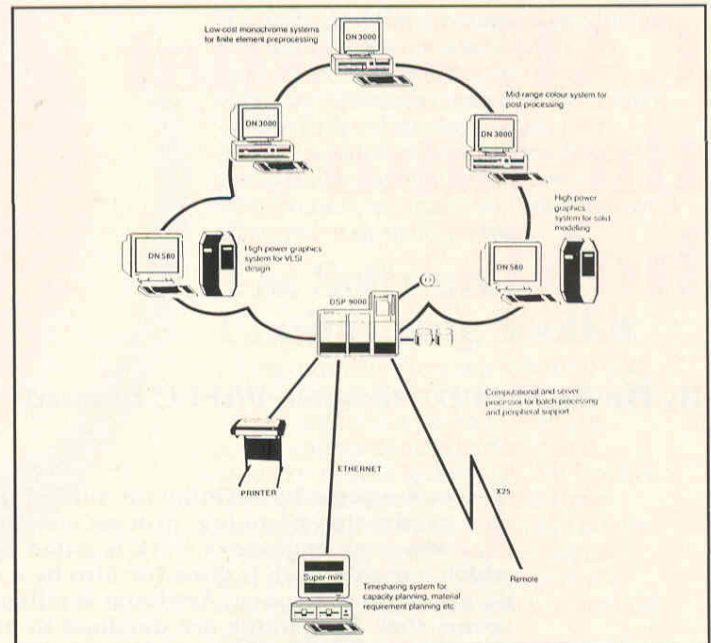 Low-cost monochrome systems
for finite element preprocessing
DN 3000
Mid-range colour system for
post-processing
DN 3000
DN 3000
High power
graphics
system for solid
modelling
High power graphics
system for VLSI
design
DN 580
DN 580
DSP 9000
Computational and server
processor for batch processing
and peripheral support
ETHERNET
X25
PRINTER
Super-mini
Timesharing system for
capacity planning, material
requirement planning etc
Remote